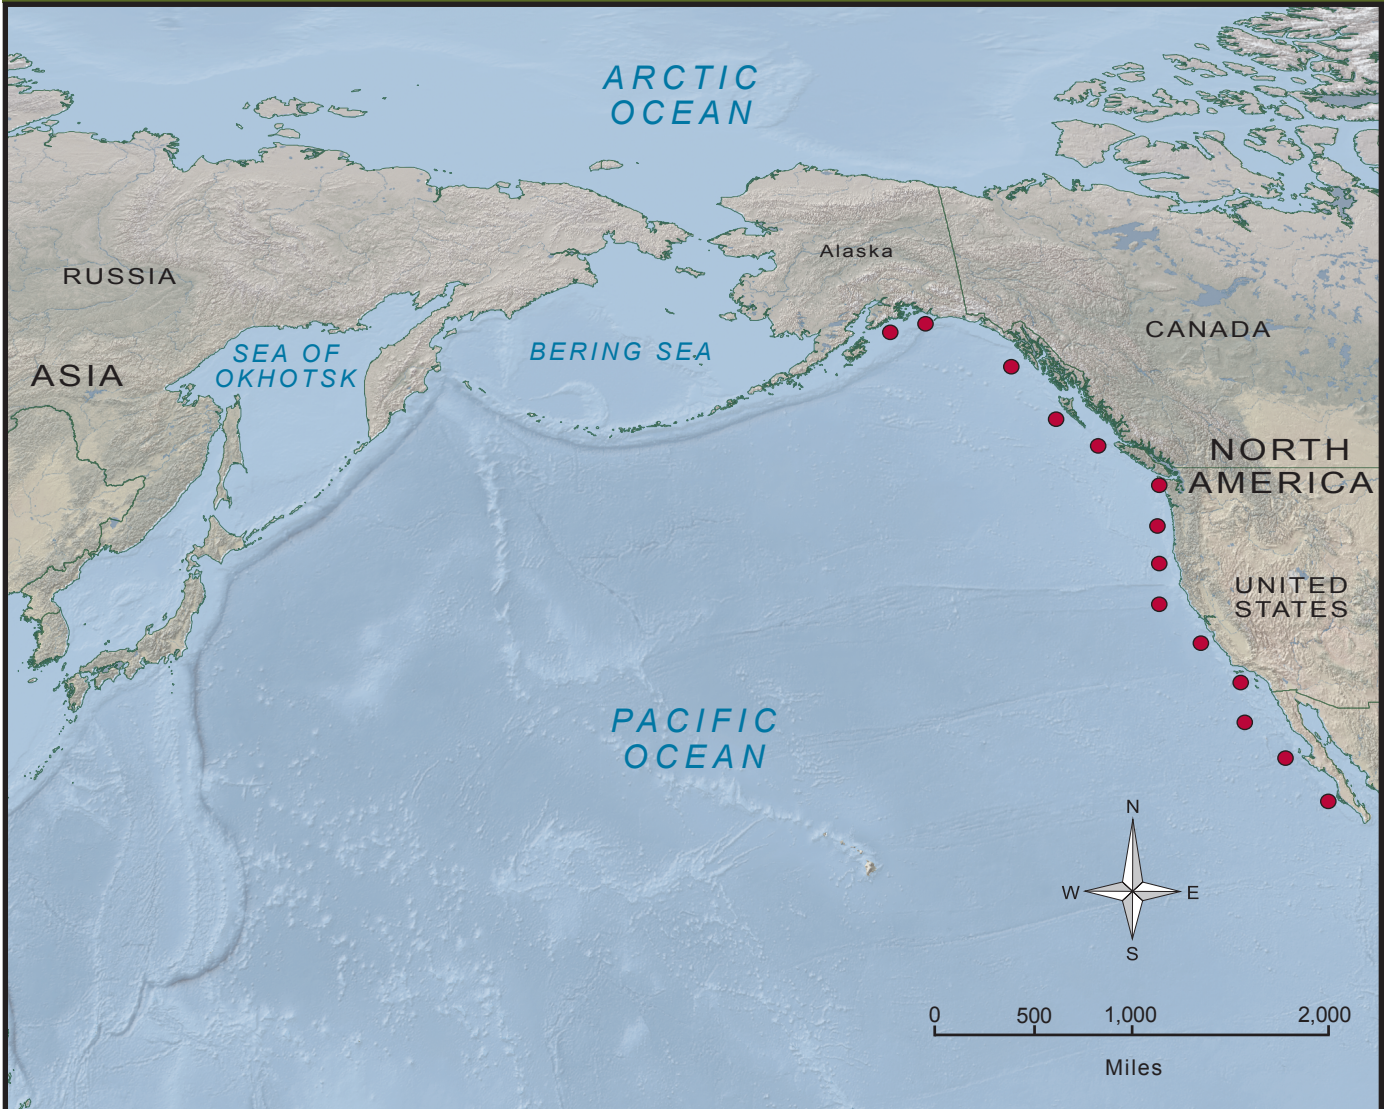 ARCTIC
OCEAN
Alaska
RUSSIA
CANADA
SEA OF
OKHOTSK
BERING SEA
ASIA
NORTH
AMERICA
UNITED
STATES
PACIFIC
OCEAN
N
W E
S
0 500 1,000 2,000
Miles